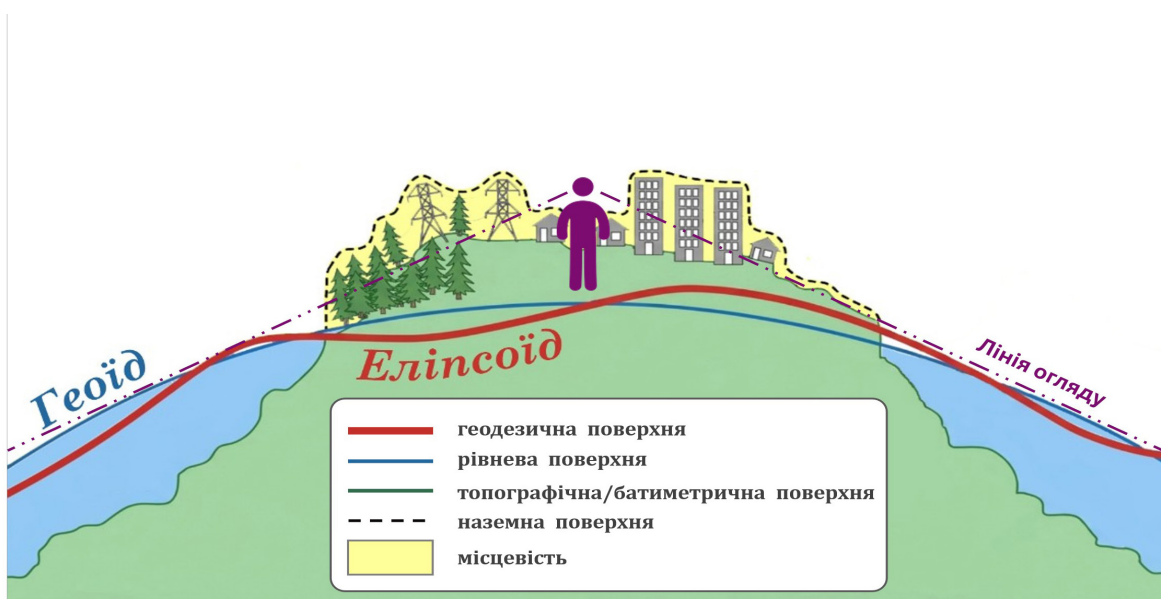 Геоїд
Еліпсоїд
Лінія огляду
геодезична поверхня
рівнева поверхня
топографічна/батиметрична поверхня
наземна поверхня
місцевість